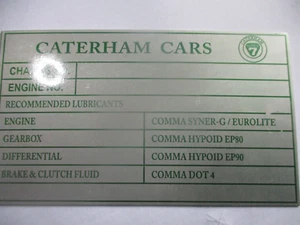 CATERHAM CARS
7
CHA
ENGINE NO.
RECOMMENDED LUBRICANTS
ENGINE COMMA SYNER-G / EUROLITE
GEARBOX COMMA HYPOID EP80
DIFFERENTIAL COMMA HYPOID EP90
BRAKE & CLUTCH FLUID COMMA DOT 4